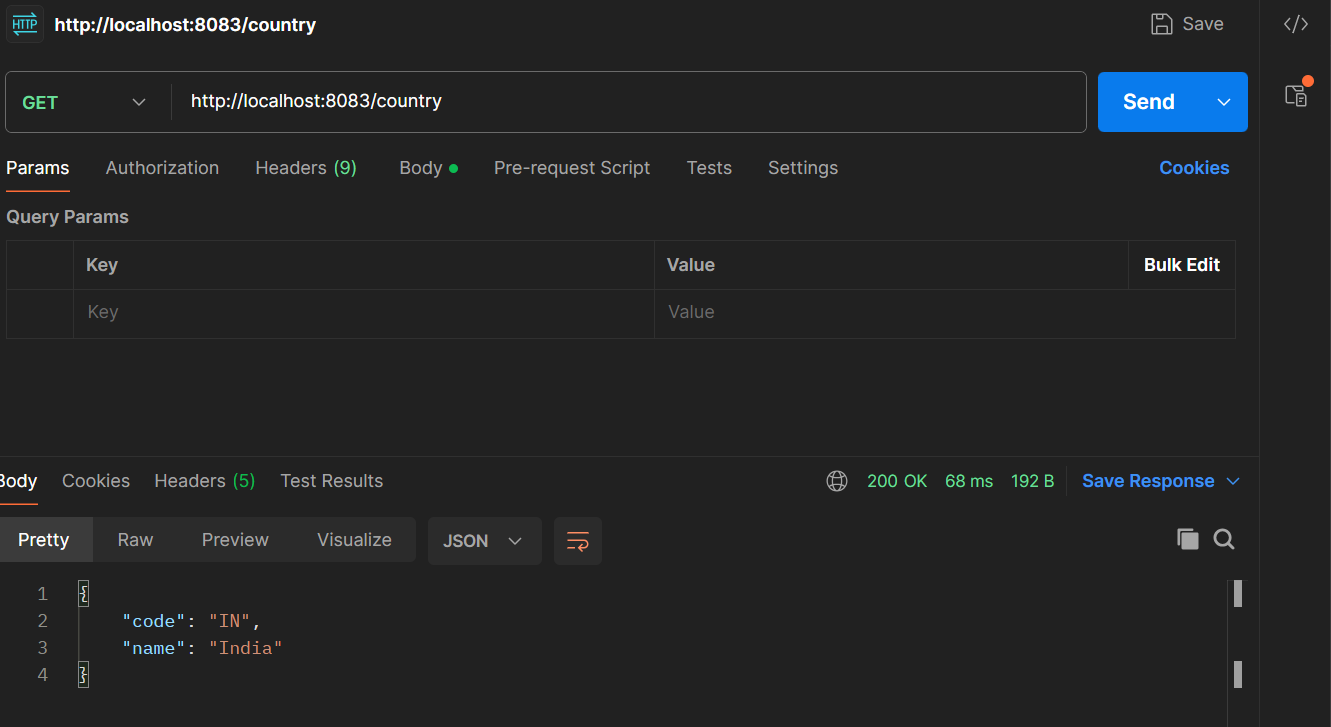 HTTP http://localhost:8083/country Save
GET http://localhost:8083/country Send
Params Authorization Headers (9) Body Pre-request Script Tests Settings Cookies
Query Params
Key Value Bulk Edit
Key Value
Body Cookies Headers (5) Test Results 200 OK 68 ms 192 B Save Response
Pretty Raw Preview Visualize JSON
1 {
2 "code": "IN",
3 "name": "India"
4 }